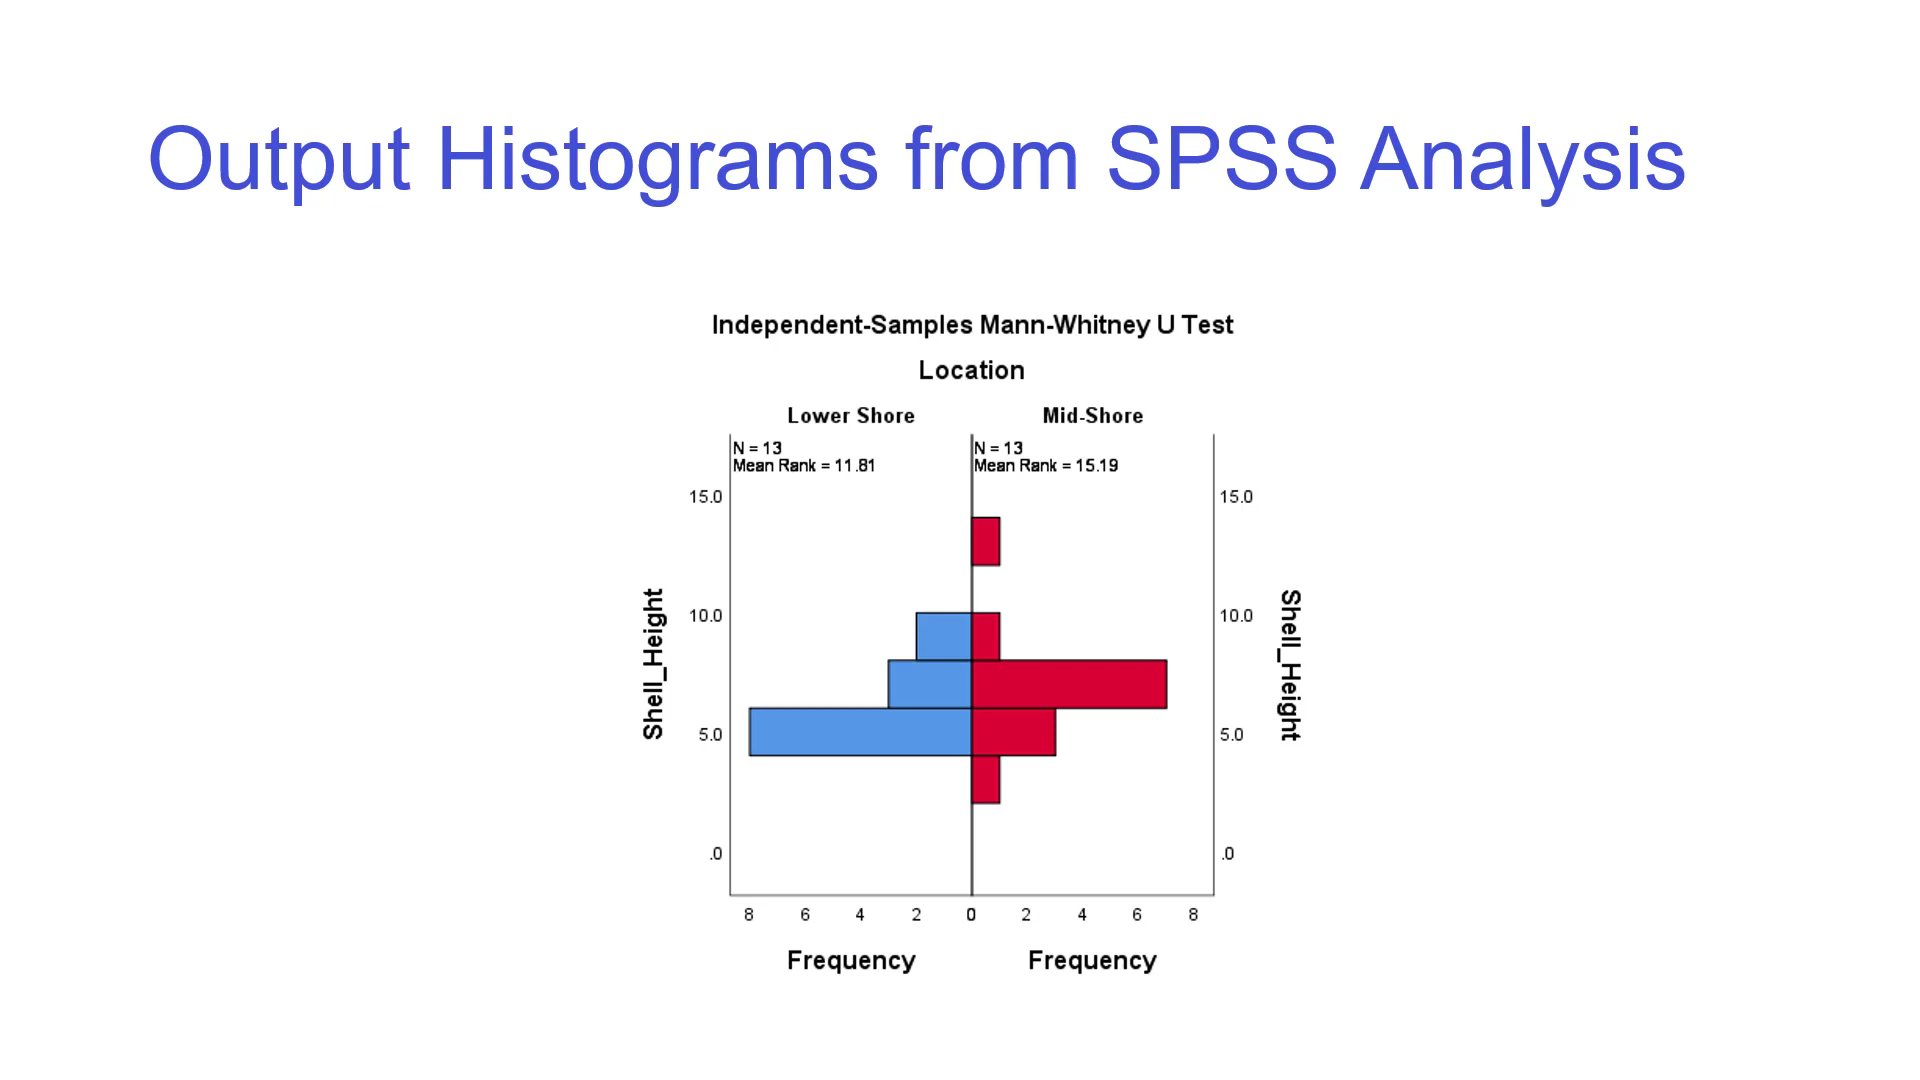 Output Histograms from SPSS Analysis
Independent-Samples Mann-Whitney U Test
Location
Lower Shore
Mid-Shore
N = 13
Mean Rank = 11.81
N = 13
Mean Rank = 15.19
15.0
10.0
5.0
.0
Shell_Height
15.0
10.0
5.0
.0
Shell_Height
8 6 4 2 0 2 4 6 8
Frequency
Frequency